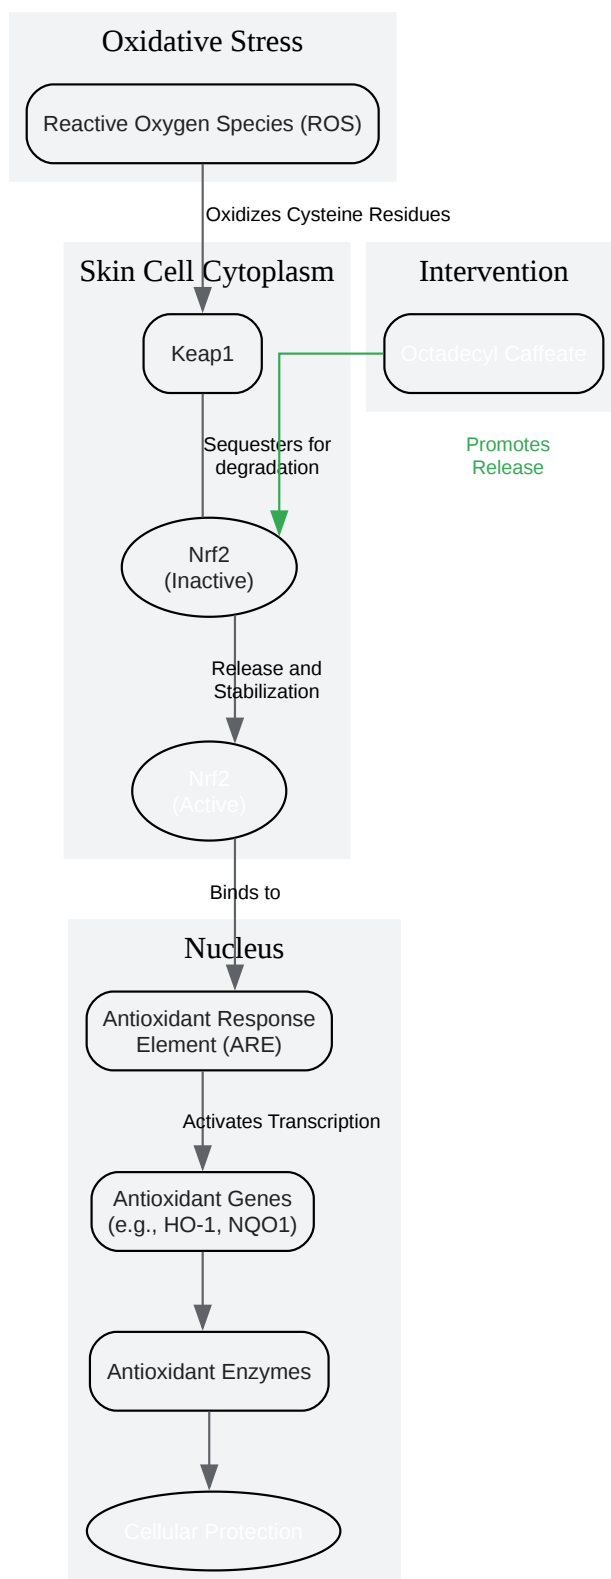 Oxidative Stress
Reactive Oxygen Species (ROS)
Oxidizes Cysteine Residues
Skin Cell Cytoplasm
Intervention
Keap1
Octadecyl Caffeate
Sequesters for
degradation
Promotes
Release
Nrf2
(Inactive)
Release and
Stabilization
Nrf2
(Active)
Binds to
Nucleus
Antioxidant Response
Element (ARE)
Activates Transcription
Antioxidant Genes
(e.g., HO-1, NQO1)
Antioxidant Enzymes
Cellular Protection